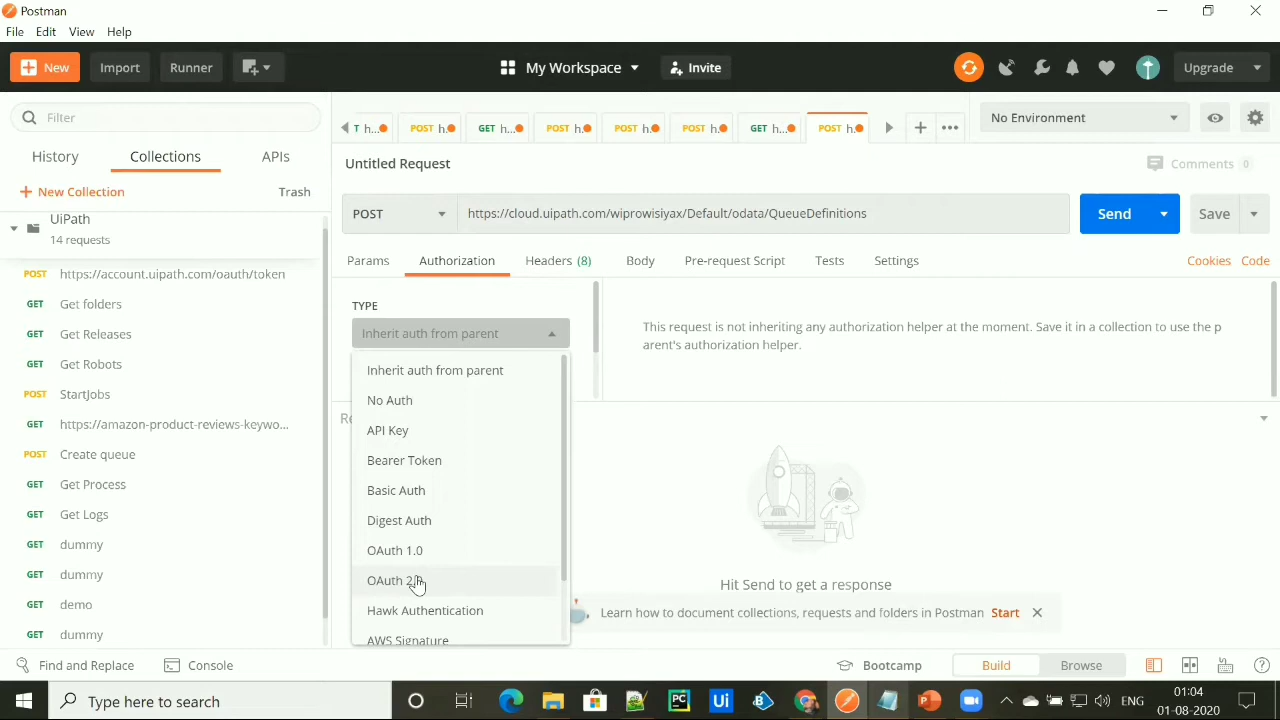 Postman
File Edit View Help
New Import Runner My Workspace Invite Upgrade
Filter
T h... POST h. GET h... POST h. POST h. POST h. GET h... POST h. No Environment
History Collections APIs
Untitled Request Comments 0
New Collection Trash
POST https://cloud.uipath.com/wiprowisiyax/Default/odata/QueueDefinitions Send Save
UiPath
14 requests
Params Authorization Headers (8) Body Pre-request Script Tests Settings Cookies Code
POST https://account.uipath.com/oauth/token
GET Get folders
GET Get Releases
GET Get Robots
POST StartJobs
GET https://amazon-product-reviews-keywo...
POST Create queue
GET Get Process
GET Get Logs
GET dummy
GET dummy
GET demo
GET dummy
TYPE
Inherit auth from parent
Inherit auth from parent
No Auth
API Key
Bearer Token
Basic Auth
Digest Auth
OAuth 1.0
OAuth 2.0
Hawk Authentication
AWS Signature
This request is not inheriting any authorization helper at the moment. Save it in a collection to use the p
arent's authorization helper.
Hit Send to get a response
Learn how to document collections, requests and folders in Postman Start
Find and Replace Console Bootcamp Build Browse
Type here to search Ui ENG 01:04
01-08-2020